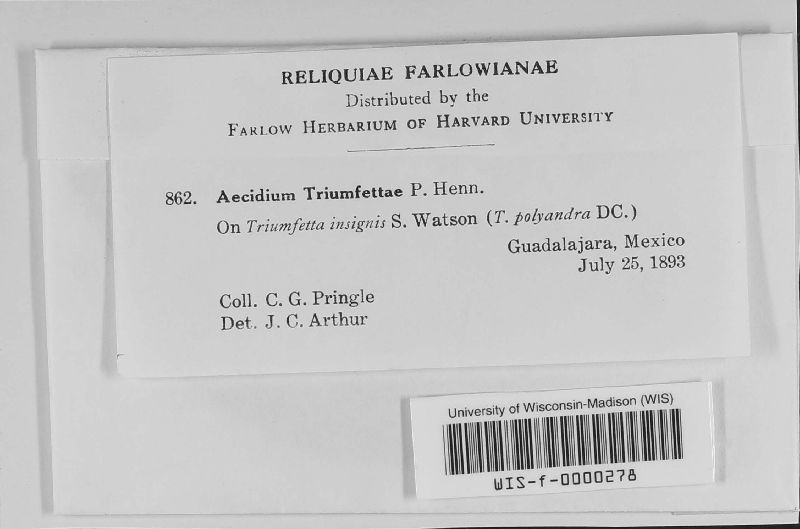 RELIQUIAE FARLOWIANAE
Distributed by the
FARLOW HERBARIUM OF HARVARD UNIVERSITY
862. Aecidium Triumfettae P. Henn.
On Triumfetta insignis S. Watson (T. polyandra DC.)
Guadalajara, Mexico
July 25, 1893
Coll. C. G. Pringle
Det. J. C. Arthur
University of Wisconsin-Madison (WIS)
WIS-f-0000278